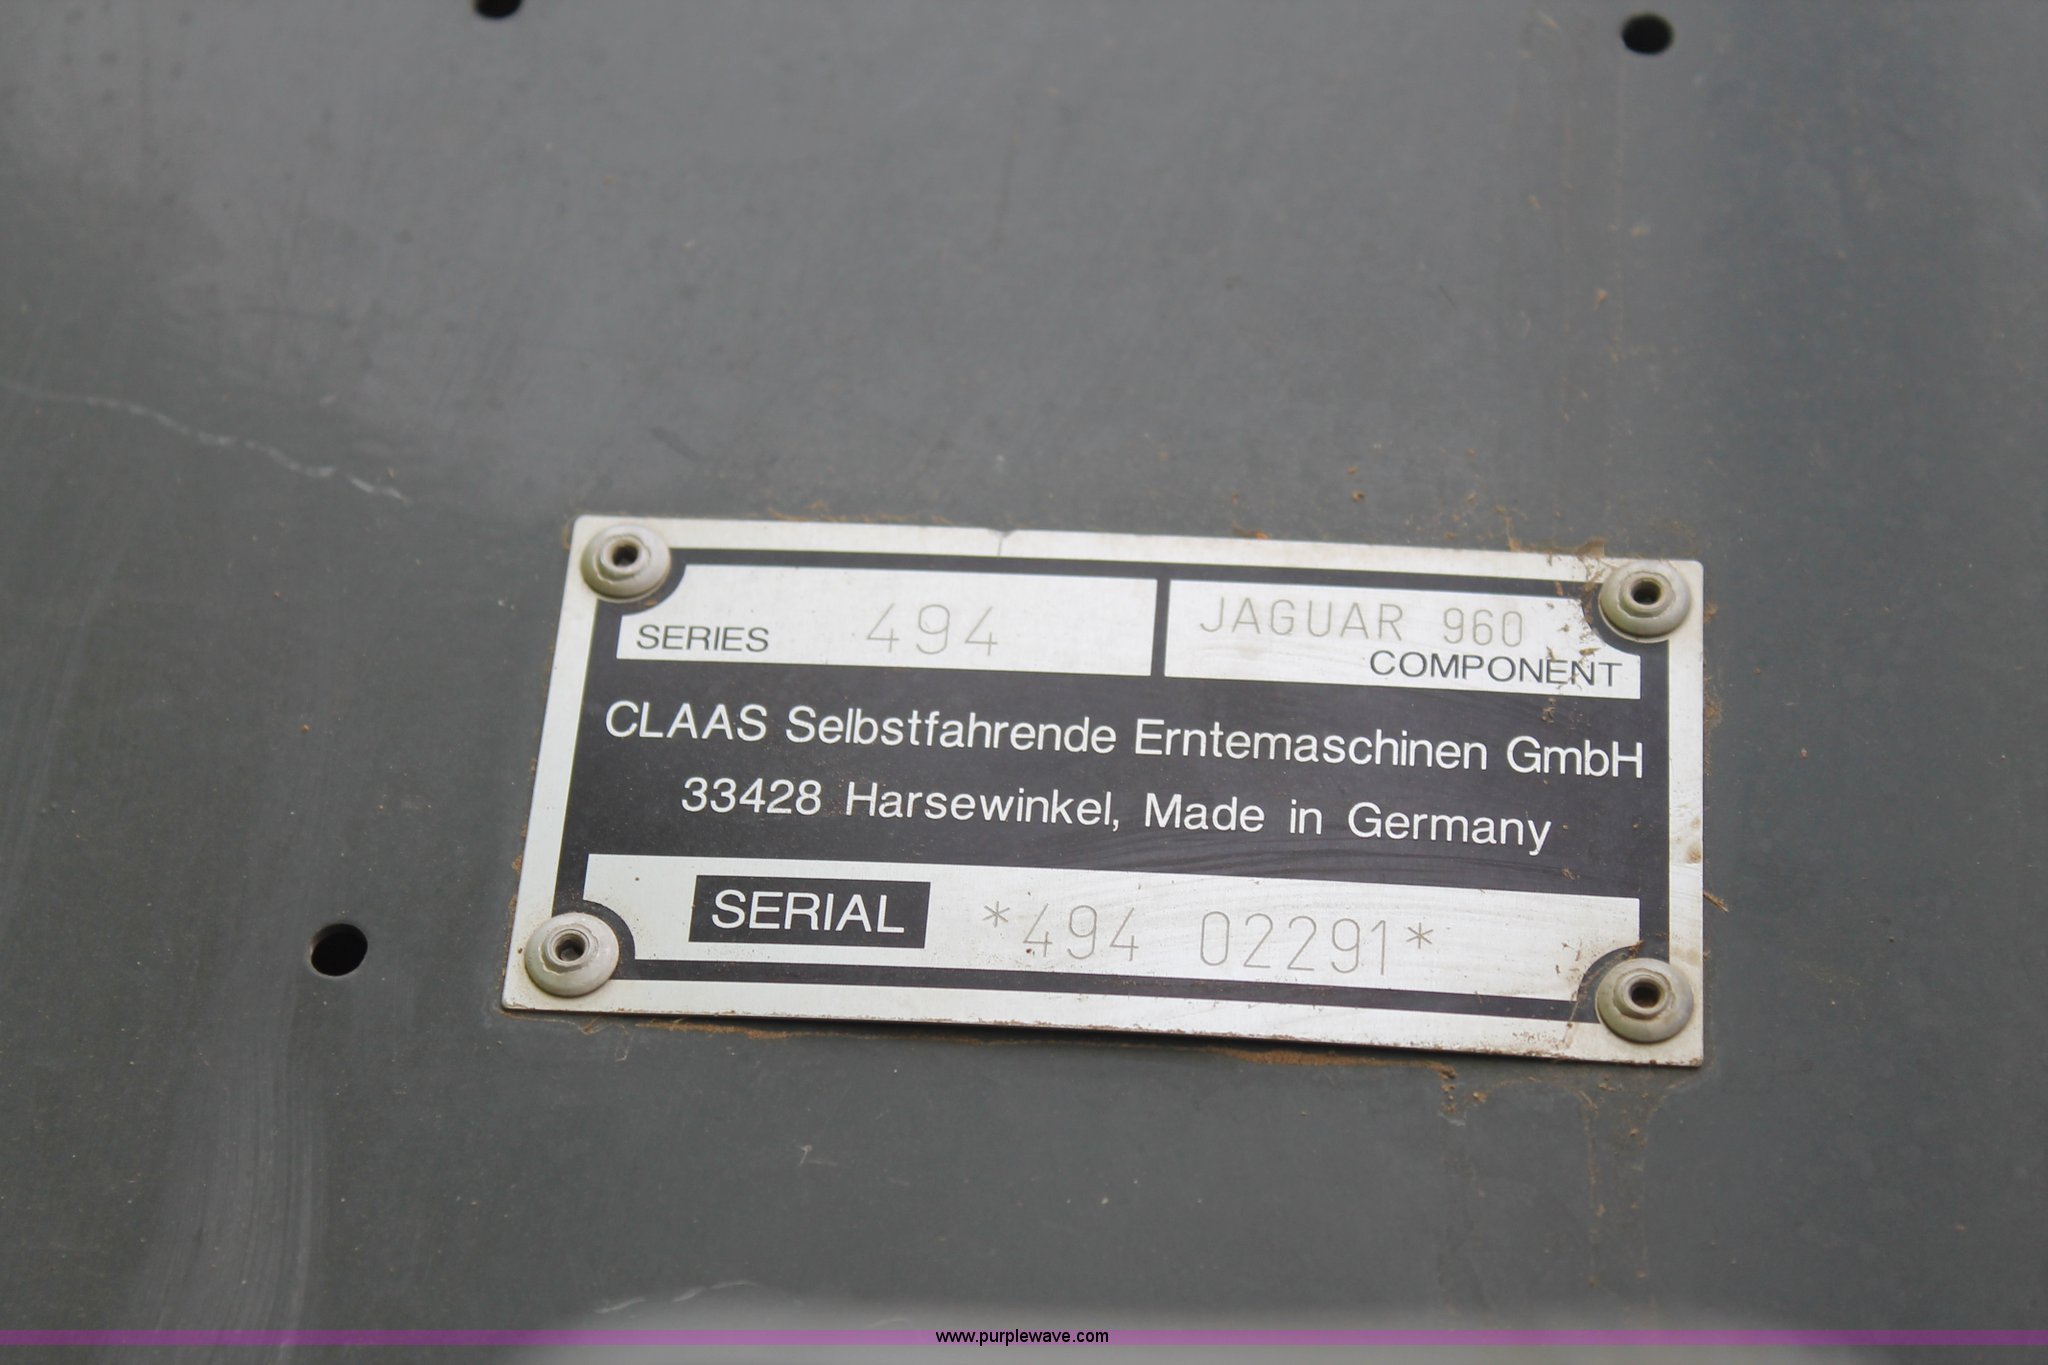 SERIES 494
JAGUAR 960
COMPONENT
CLAAS Selbstfahrende Erntemaschinen GmbH
33428 Harsewinkel, Made in Germany
SERIAL *494 02291*
www.purplewave.com